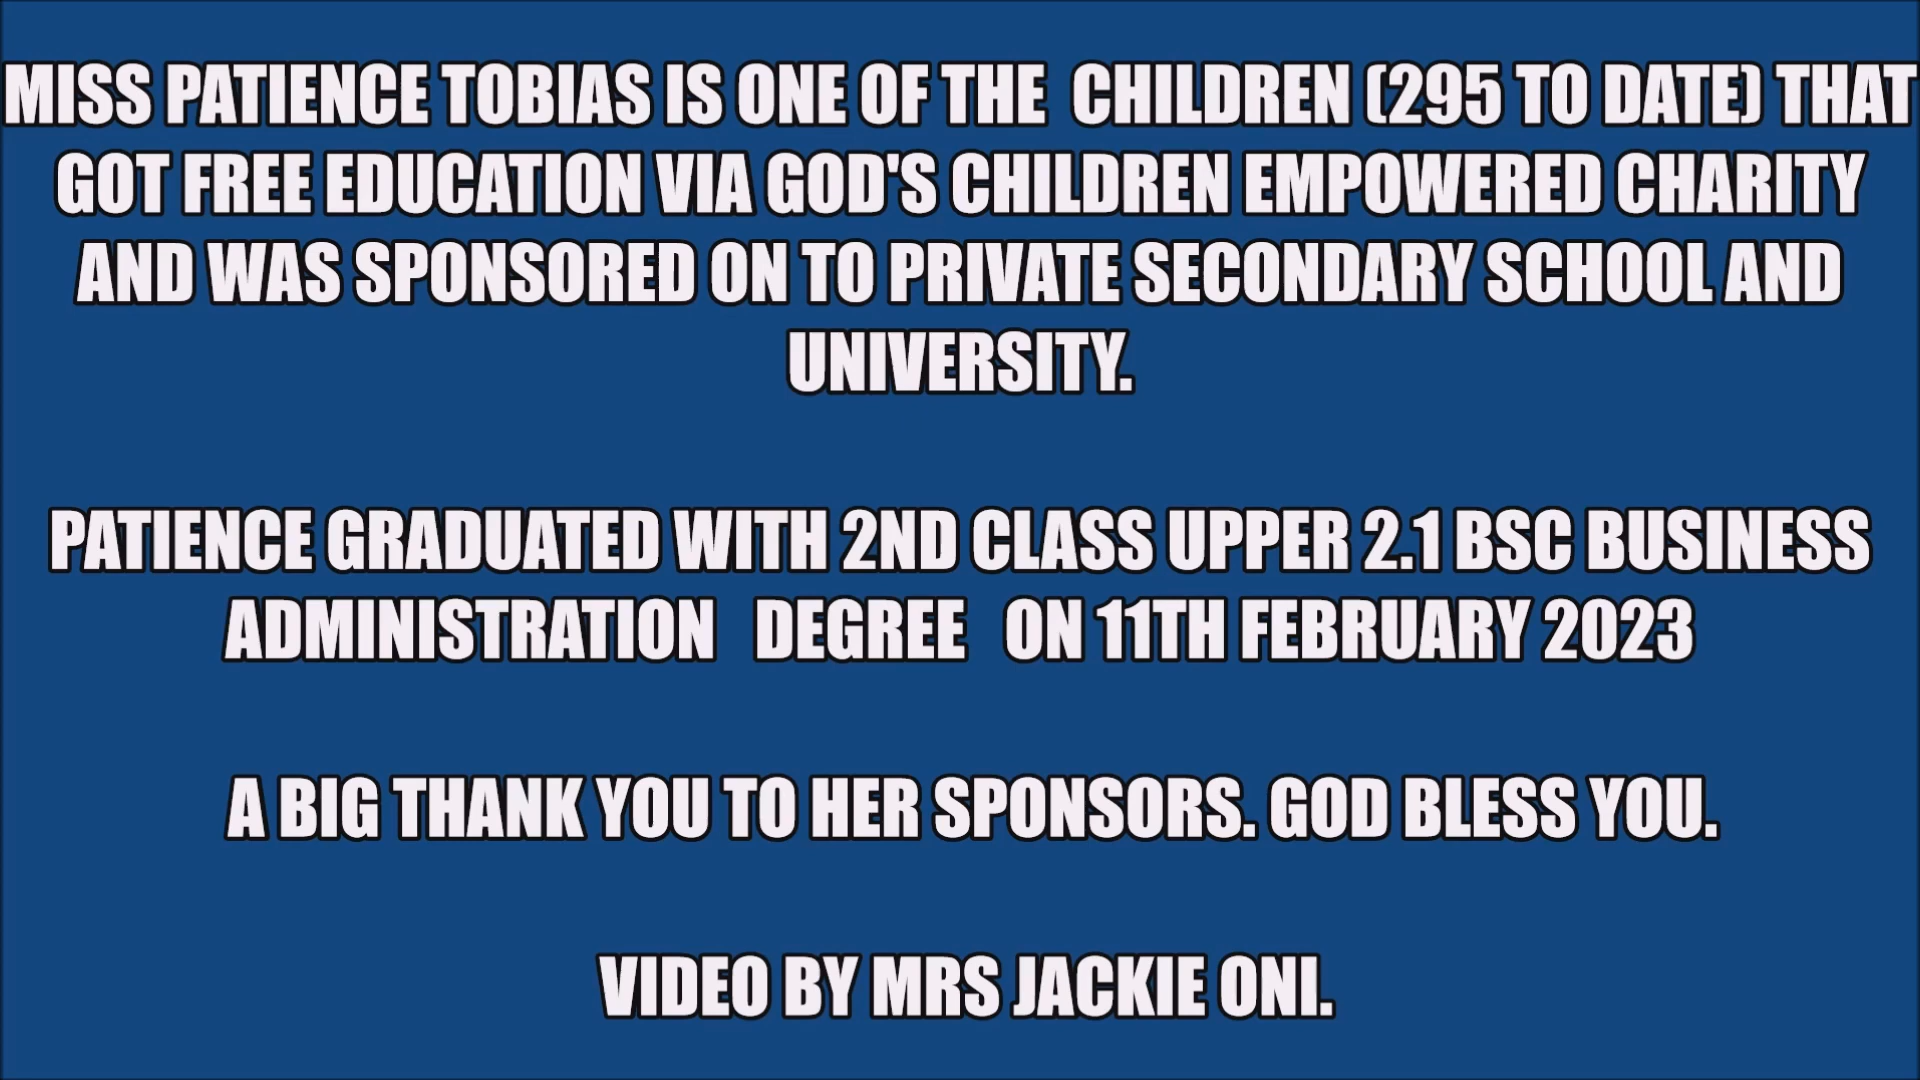 MISS PATIENCE TOBIAS IS ONE OF THE CHILDREN (295 TO DATE) THAT
GOT FREE EDUCATION VIA GOD'S CHILDREN EMPOWERED CHARITY
AND WAS SPONSORED ON TO PRIVATE SECONDARY SCHOOL AND
UNIVERSITY.
PATIENCE GRADUATED WITH 2ND CLASS UPPER 2.1 BSC BUSINESS
ADMINISTRATION DEGREE ON 11TH FEBRUARY 2023
A BIG THANK YOU TO HER SPONSORS. GOD BLESS YOU.
VIDEO BY MRS JACKIE ONI.